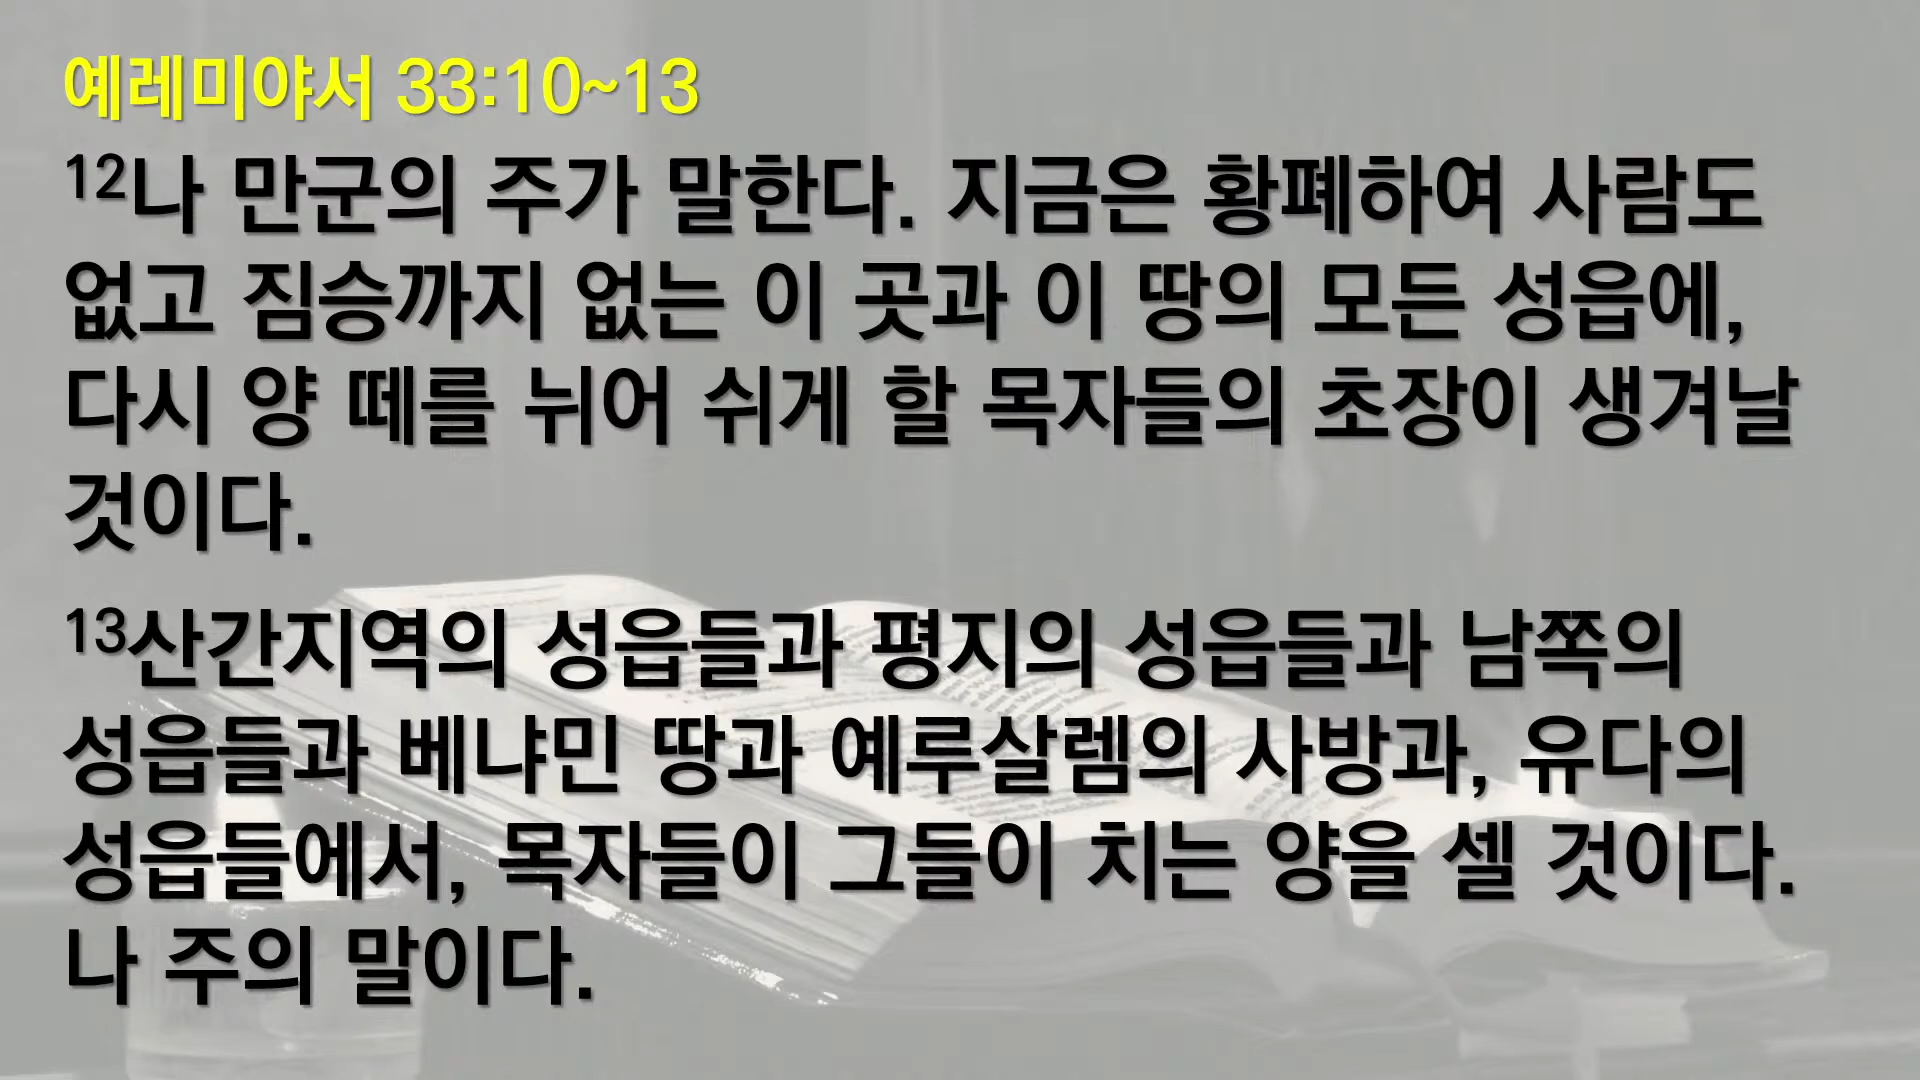 예레미야서 33:10~13
12나 만군의 주가 말한다. 지금은 황폐하여 사람도
없고 짐승까지 없는 이 곳과 이 땅의 모든 성읍에,
다시 양 떼를 뉘어 쉬게 할 목자들의 초장이 생겨날
것이다.
13산간지역의 성읍들과 평지의 성읍들과 남쪽의
성읍들과 베냐민 땅과 예루살렘의 사방과, 유다의
성읍들에서, 목자들이 그들이 치는 양을 셀 것이다.
나 주의 말이다.